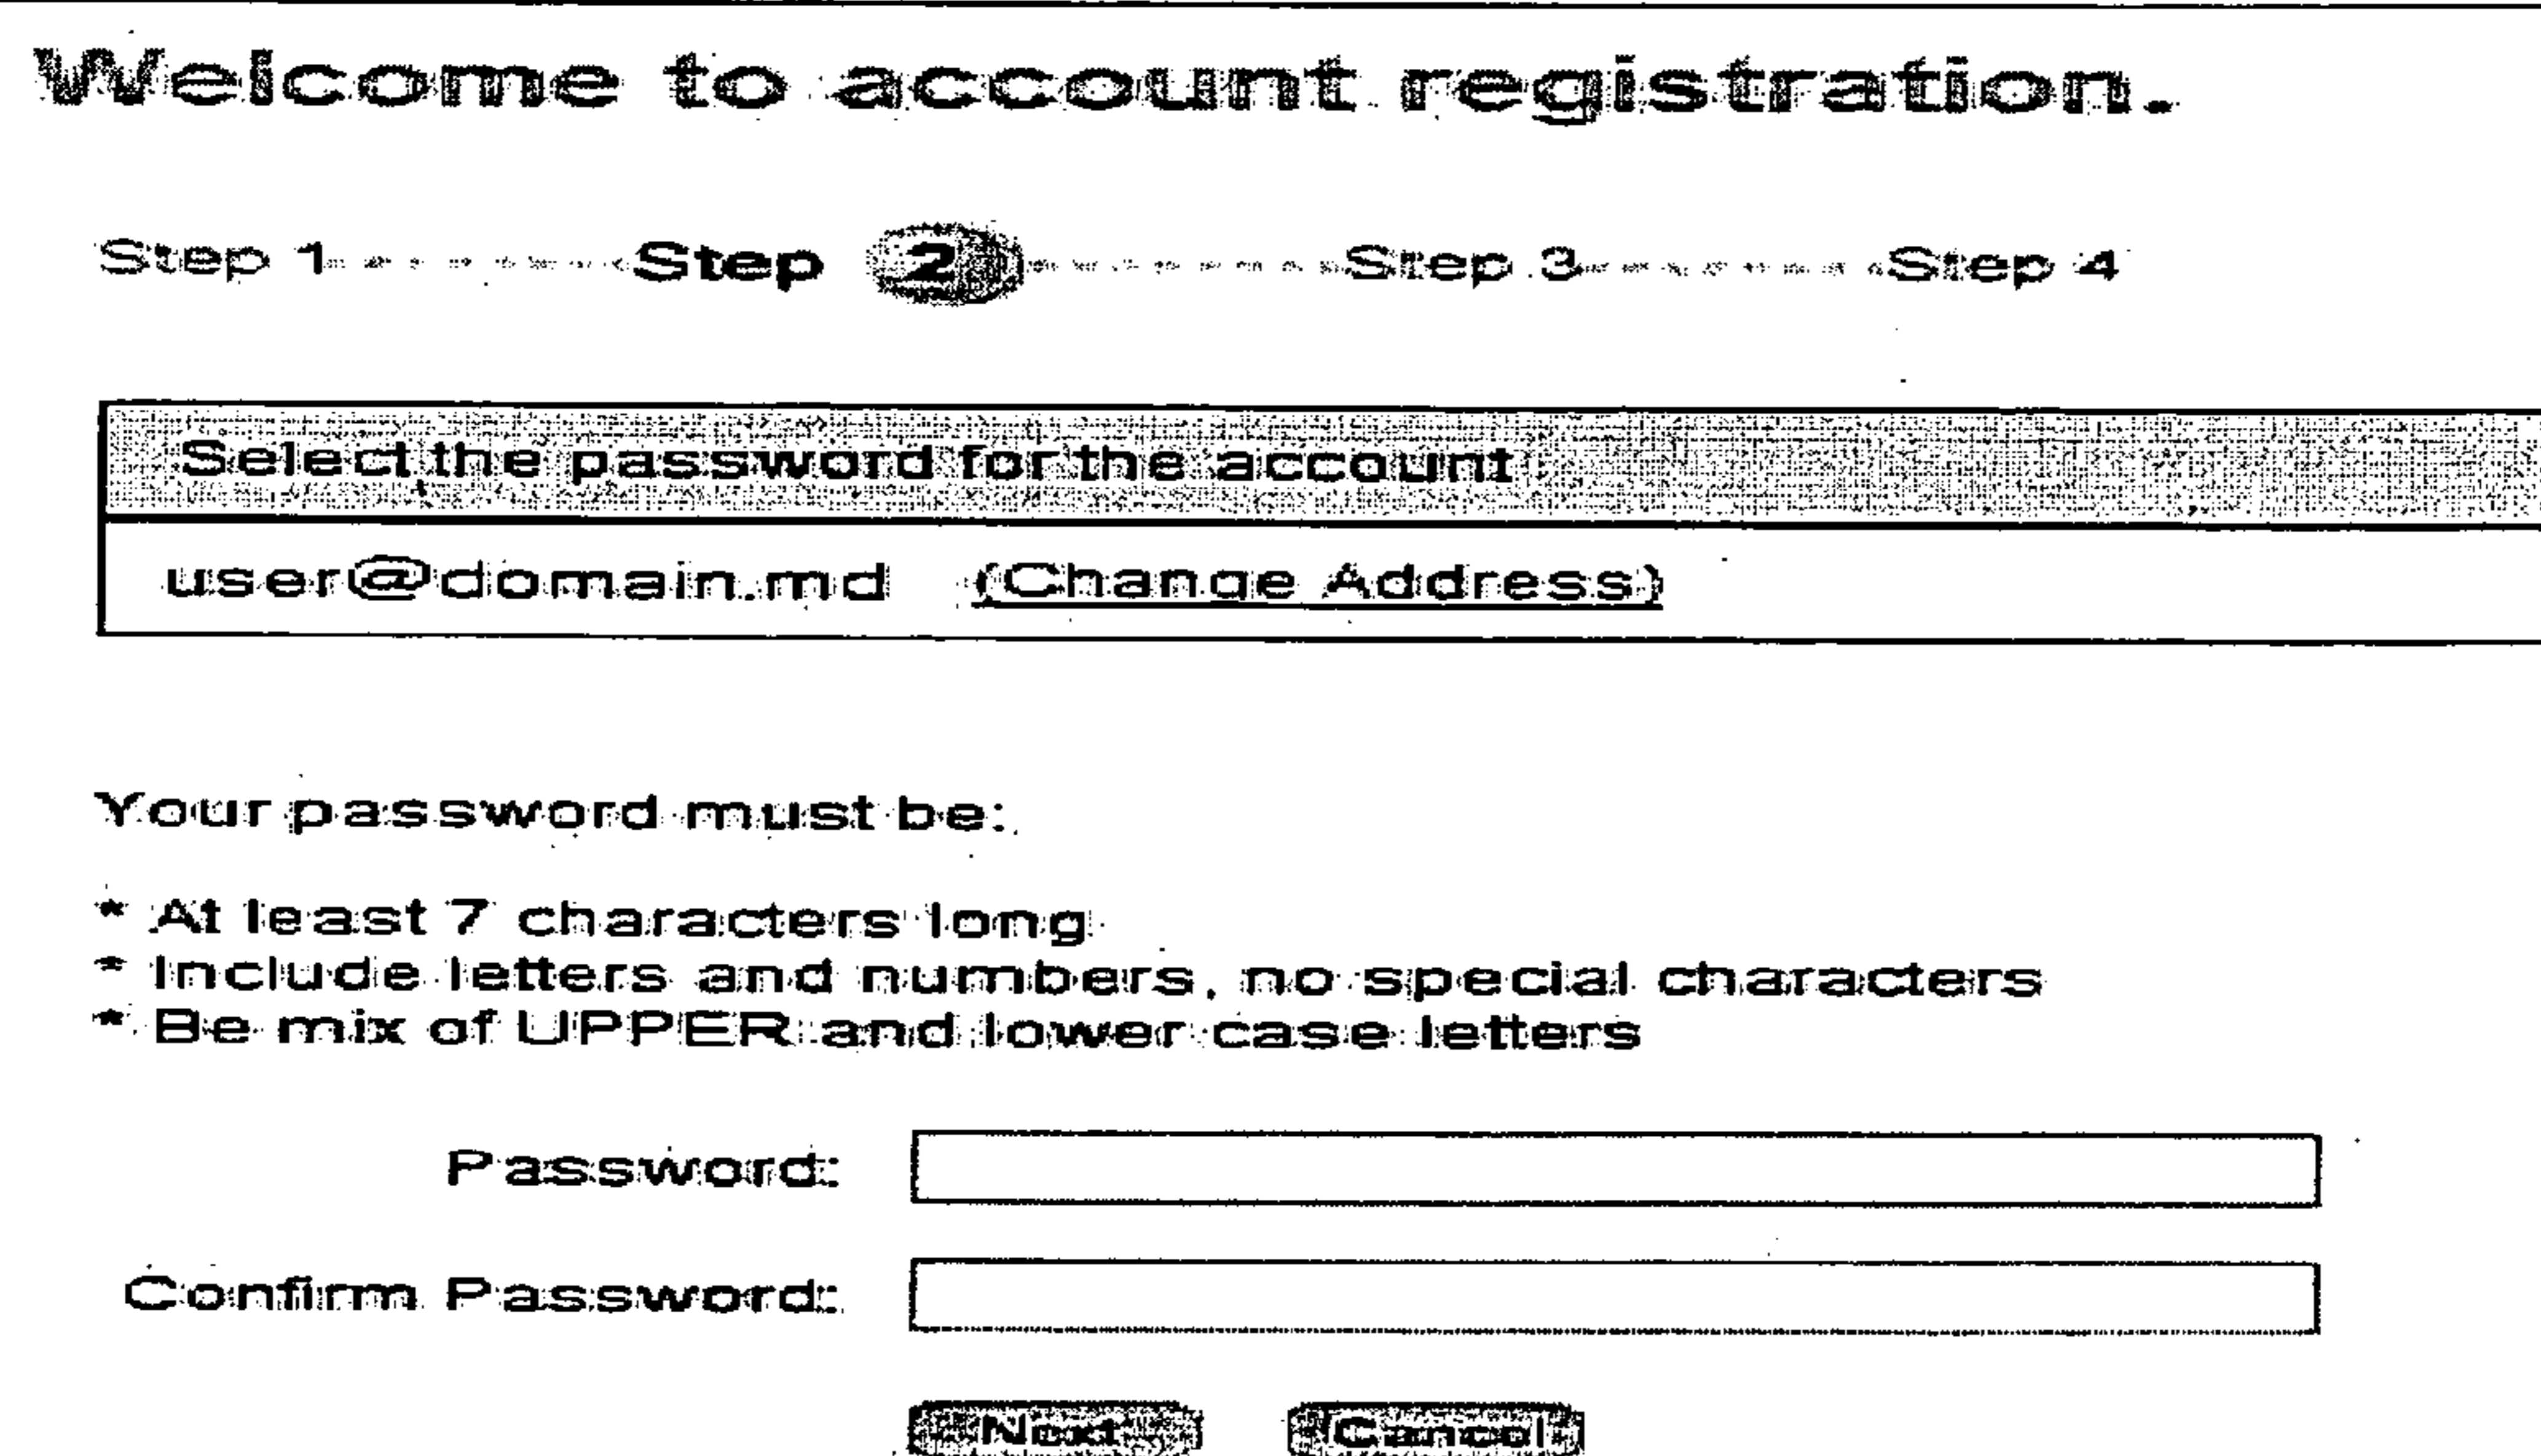 Welcome to account registration.
Step 1 Step 2 Step 3 Step 4
Select the password for the account
user@domain.md (Change Address)
Your password must be:
* At least 7 characters long
* Include letters and numbers, no special characters
* Be mix of UPPER and lower case letters
Password:
Confirm Password:
Next Cancel